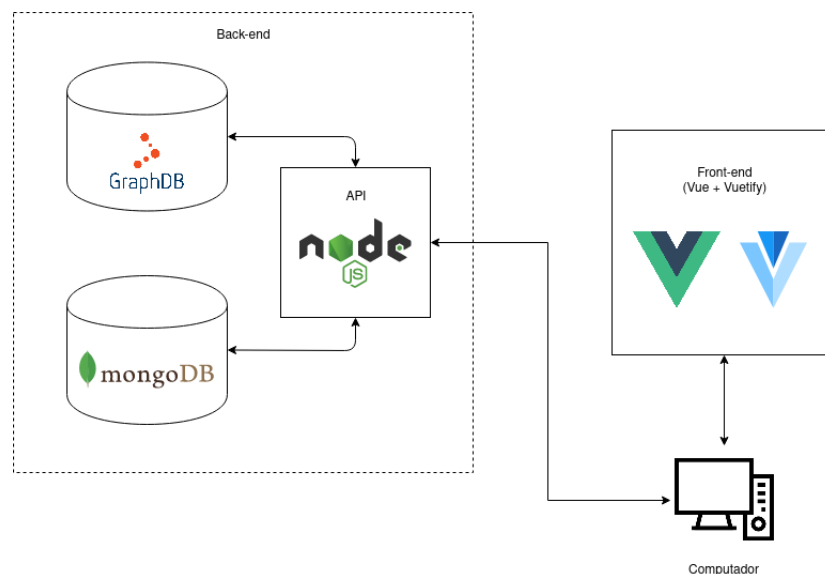 Back-end
GraphDB
API
node
JS
mongoDB
Front-end
(Vue + Vuetify)
Computador